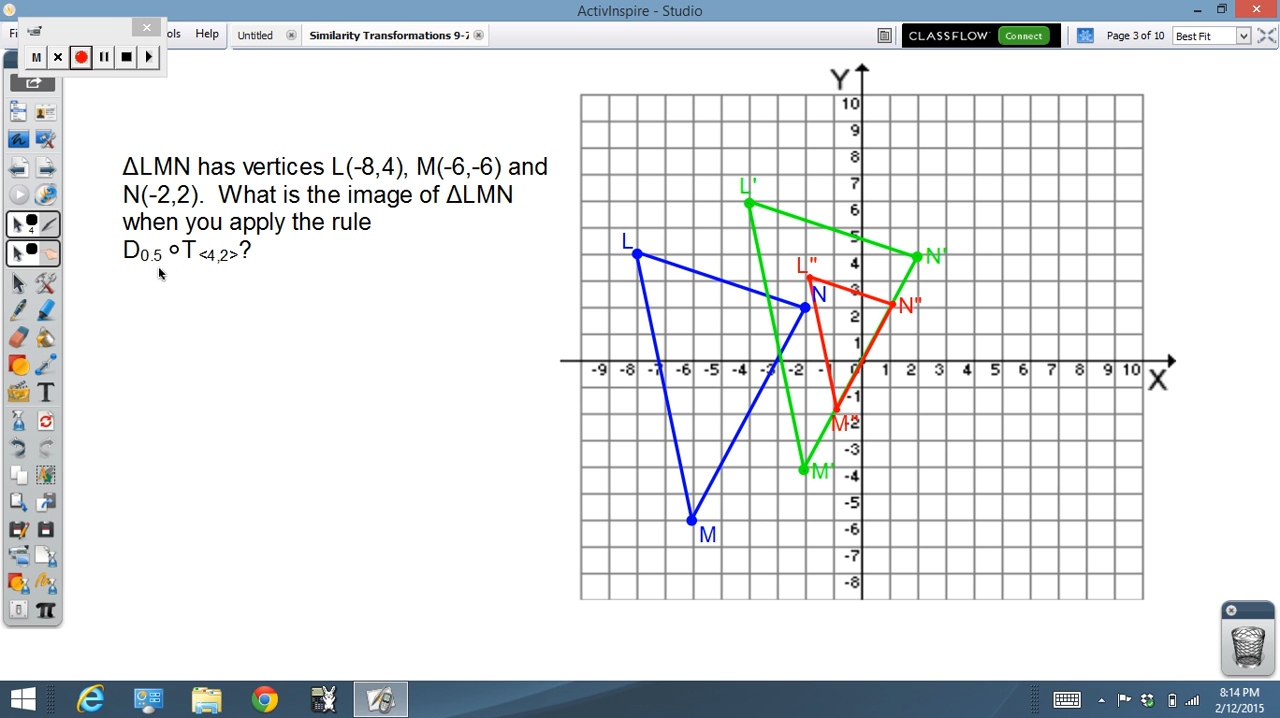 ActivInspire - Studio
Fi
ols Help Untitled Similarity Transformations 9-7
CLASSFLOW Connect
Page 3 of 10 Best Fit
M
ΔLMN has vertices L(-8,4), M(-6,-6) and
N(-2,2). What is the image of ΔLMN
when you apply the rule
D0.5 ∘T <4,2>?
4
T
π
Y
10
9
8
7
6
5
4
3
2
1
-9 -8 -7 -6 -5 -4 -3 -2 -1 0 1 2 3 4 5 6 7 8 9 10 X
-1
-2
-3
-4
-5
-6
-7
-8
L'
L
N'
L"
N
N"
M"
M'
M
8:14 PM
2/12/2015